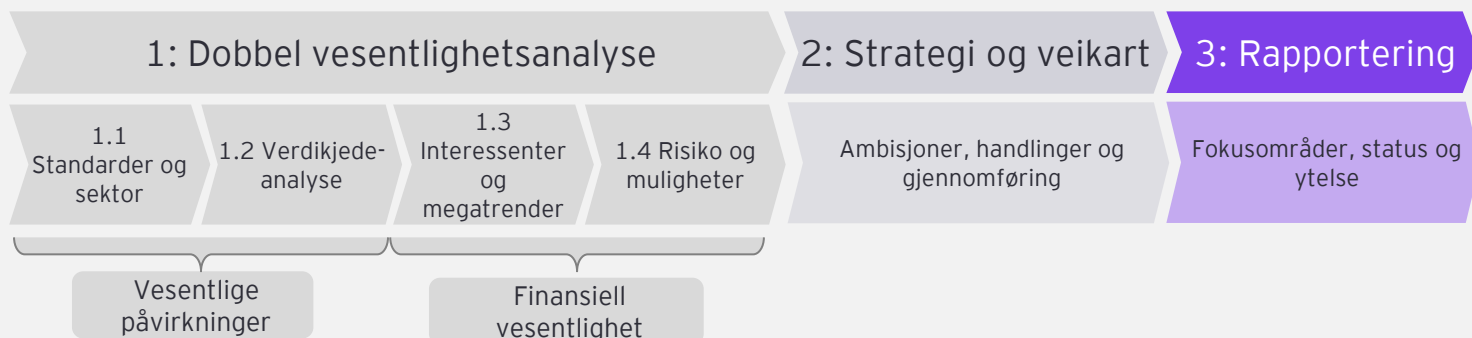 1: Dobbel vesentlighetsanalyse
2: Strategi og veikart
3: Rapportering
1.1
Standarder og
sektor
1.2 Verdikjede-
analyse
1.3
Interessenter
og
megatrender
1.4 Risiko og
muligheter
Ambisjoner, handlinger og
gjennomføring
Fokusområder, status og
ytelse
Vesentlige
påvirkninger
Finansiell
vesentlighet